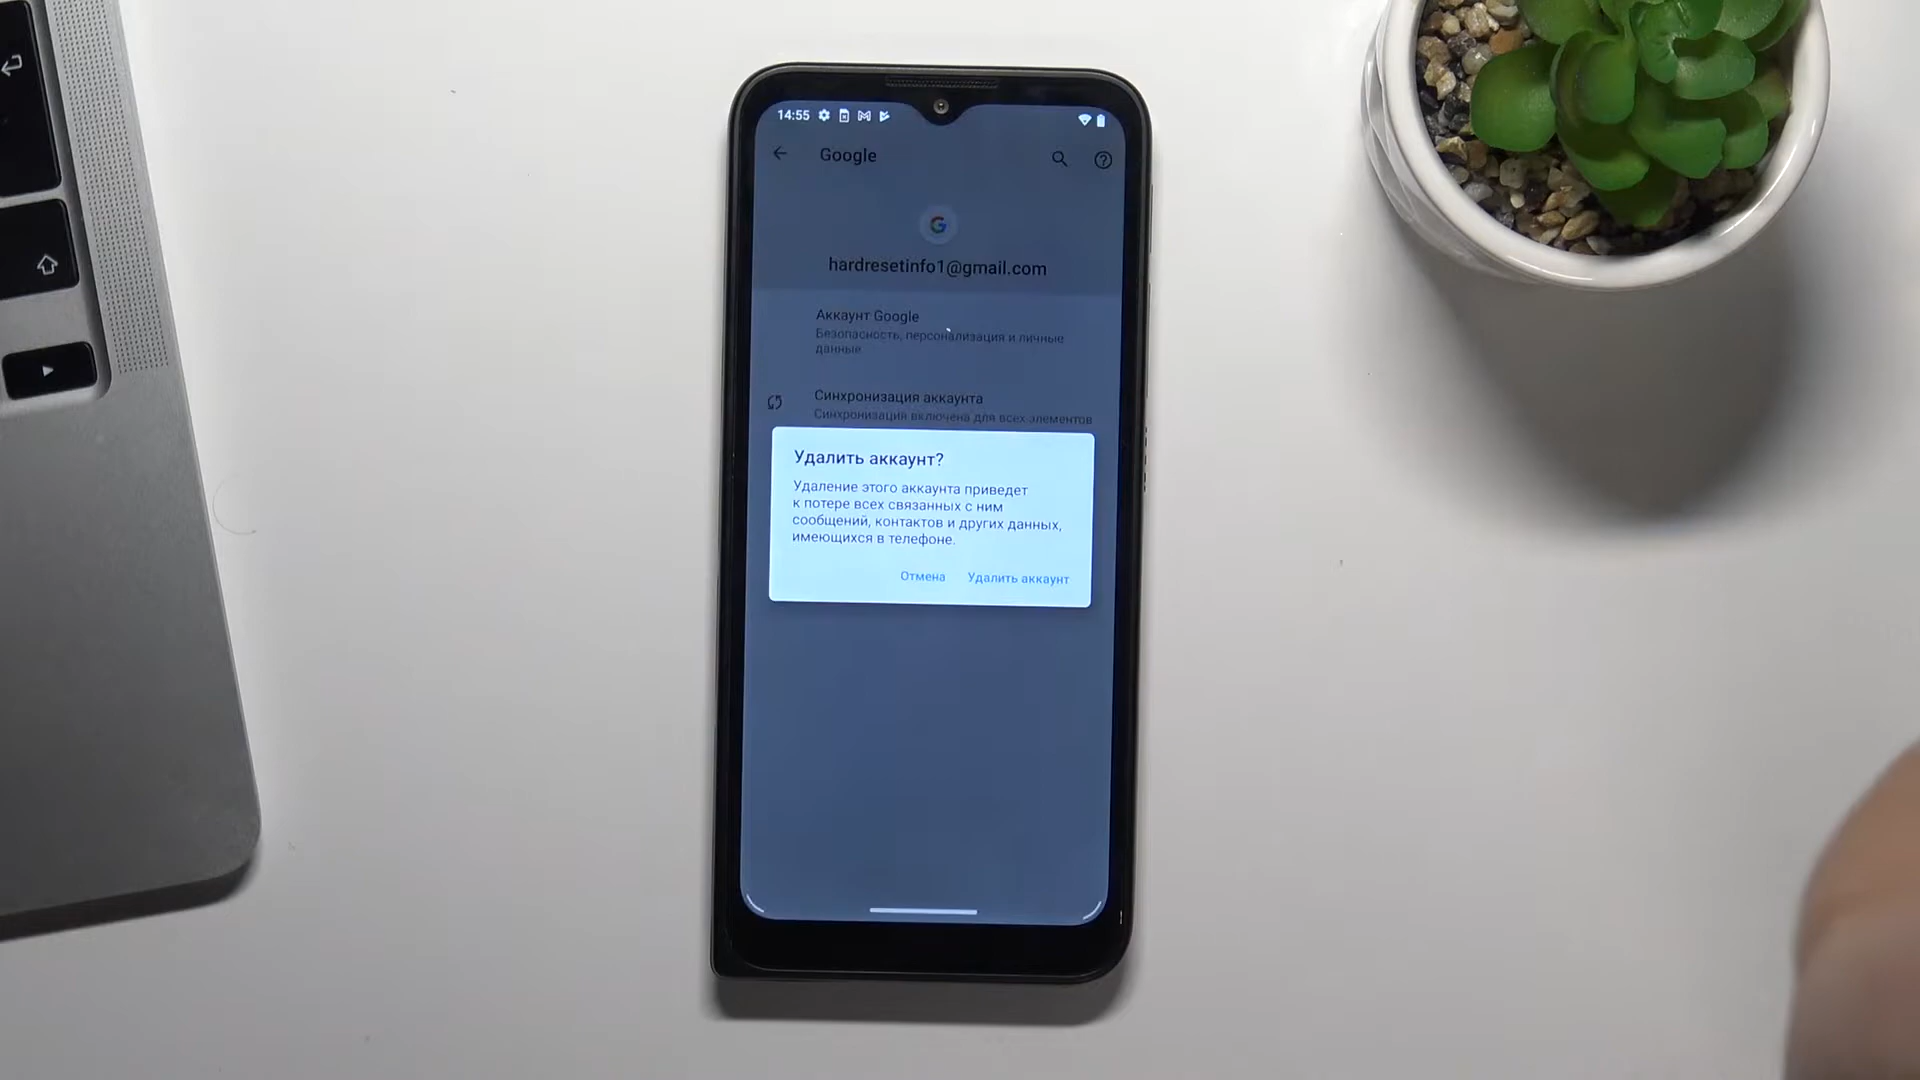 14:55
Google
hardresetinfo1@gmail.com
Аккаунт Google
Безопасность, персонализация и личные
данные
Синхронизация аккаунта
Синхронизация включена для всех элементов
Удалить аккаунт?
Удаление этого аккаунта приведет
к потере всех связанных с ним
сообщений, контактов и других данных,
имеющихся в телефоне.
Отмена Удалить аккаунт